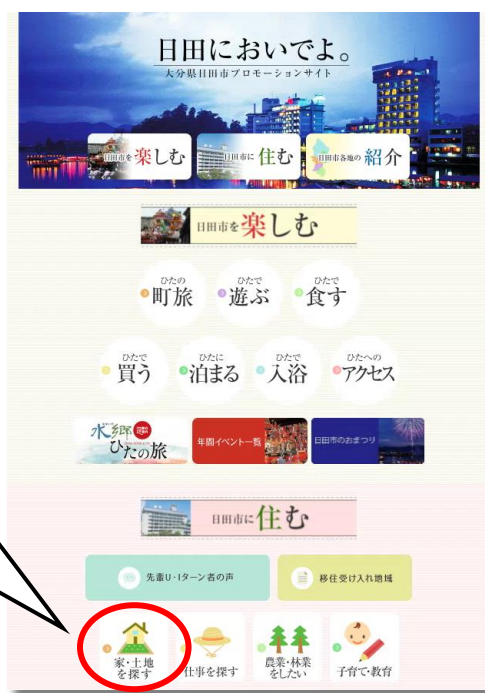 日田においでよ。
大分県日田市プロモーションサイト
日田市を 楽しむ
日田市に 住む
日田市各地の 紹介
日田市を 楽しむ
ひたの
町旅
ひたで
遊ぶ
ひたで
食す
ひたで
買う
ひたに
泊まる
ひたで
入浴
ひたへの
アクセス
水郷
ひたの旅
年間イベント一覧
日田市のおまつり
日田市に 住む
先輩U・Iターン者の声
移住受け入れ地域
家・土地
を探す
仕事を探す
農業・林業
をしたい
子育て・教育